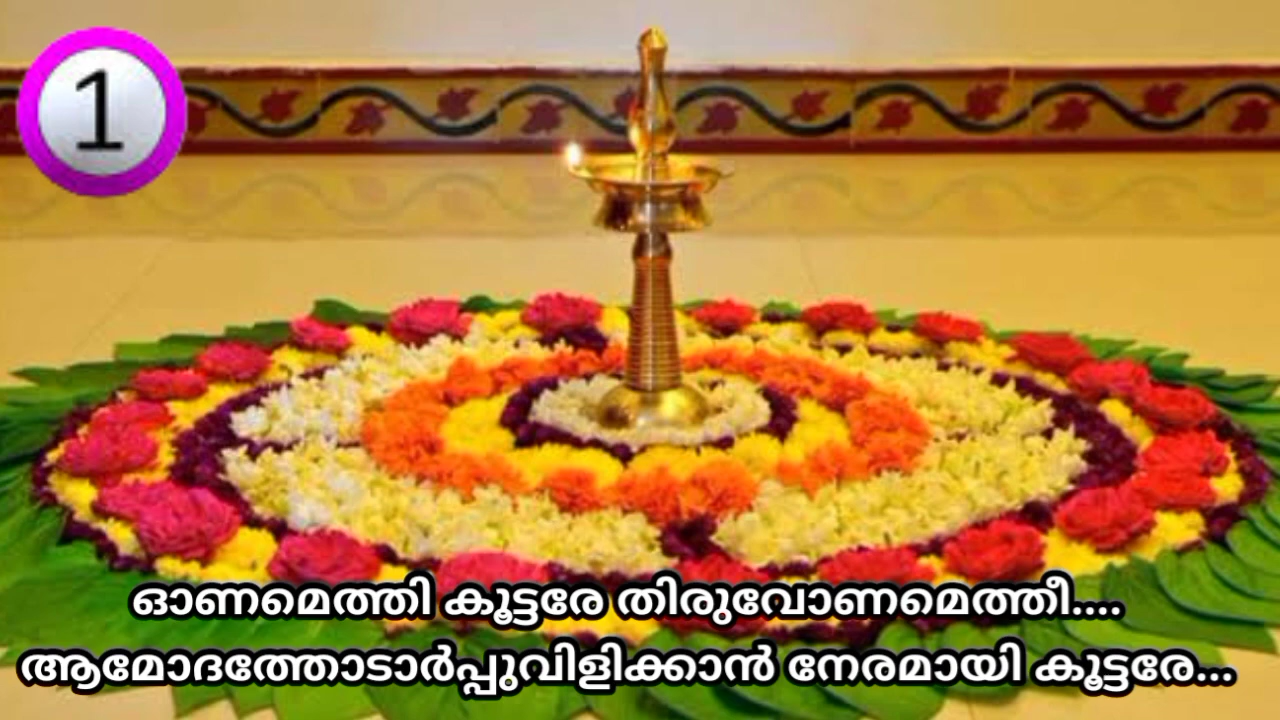 1
ഓണമെത്തി കൂട്ടരേ തിരുവോണമെത്തീ....
ആമോദത്തോടാർപ്പുവിളിക്കാൻ നേരമായി കൂട്ടരേ...